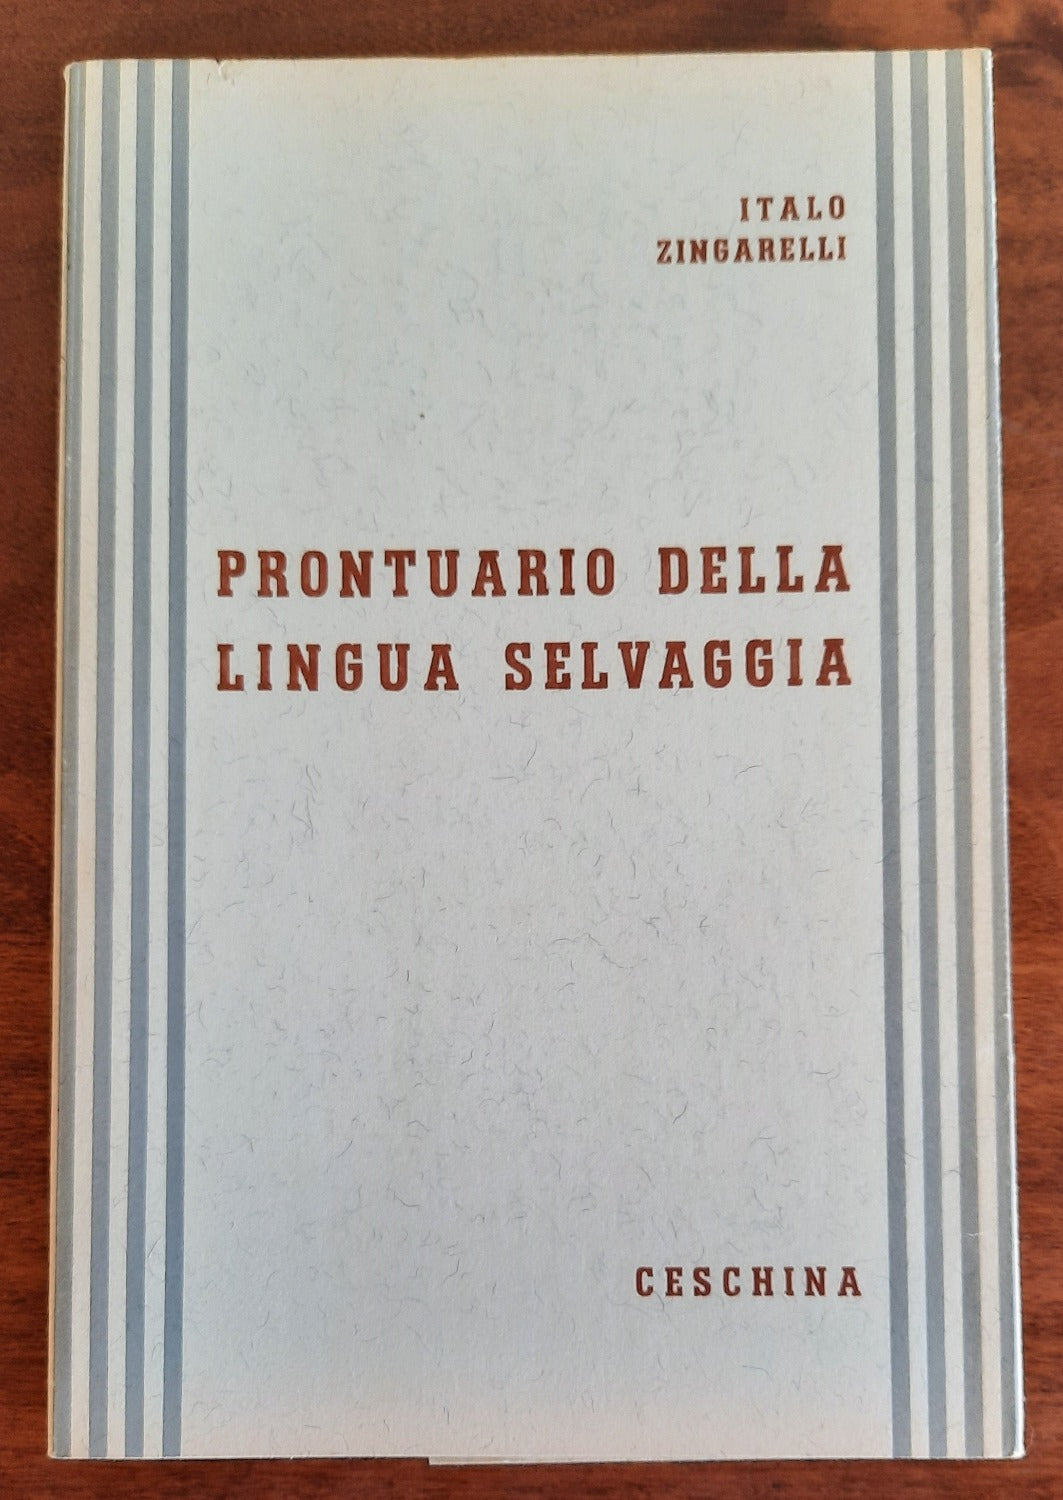 ITALO
ZINGARELLI
PRONTUARIO DELLA
LINGUA SELVAGGIA
CESCHINA